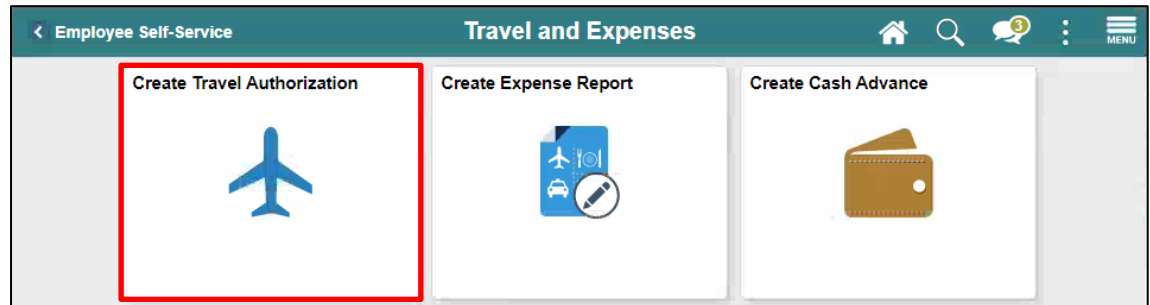 Employee Self-Service
Travel and Expenses
3
MENU
Create Travel Authorization
Create Expense Report
Create Cash Advance